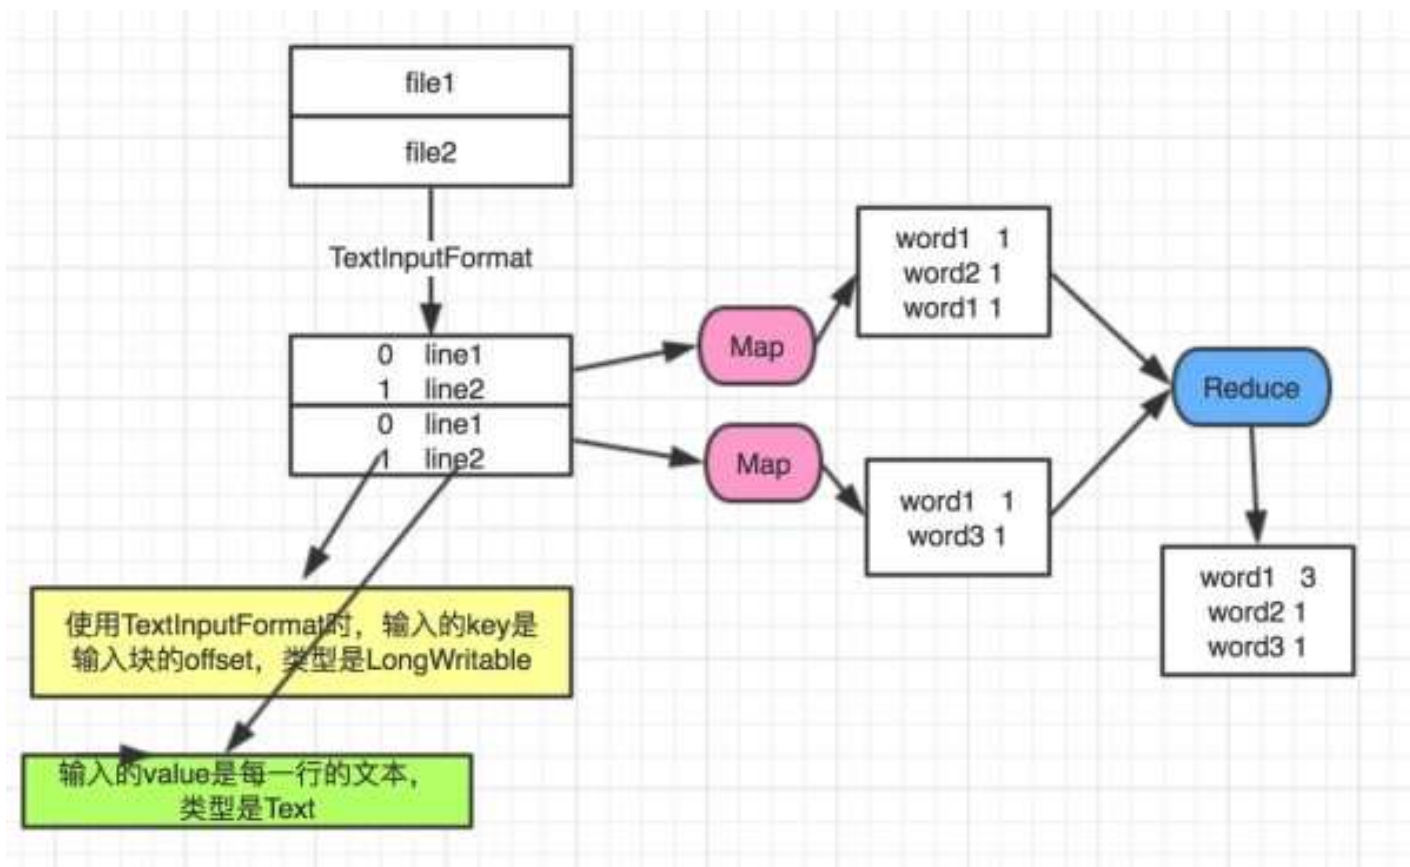 file1
file2
TextInputFormat
0 line1
1 line2
0 line1
1 line2
Map
Map
word1 1
word2 1
word1 1
word1 1
word3 1
Reduce
word1 3
word2 1
word3 1
使用TextInputFormat时，输入的key是
输入块的offset，类型是LongWritable
输入的value是每一行的文本，
类型是Text